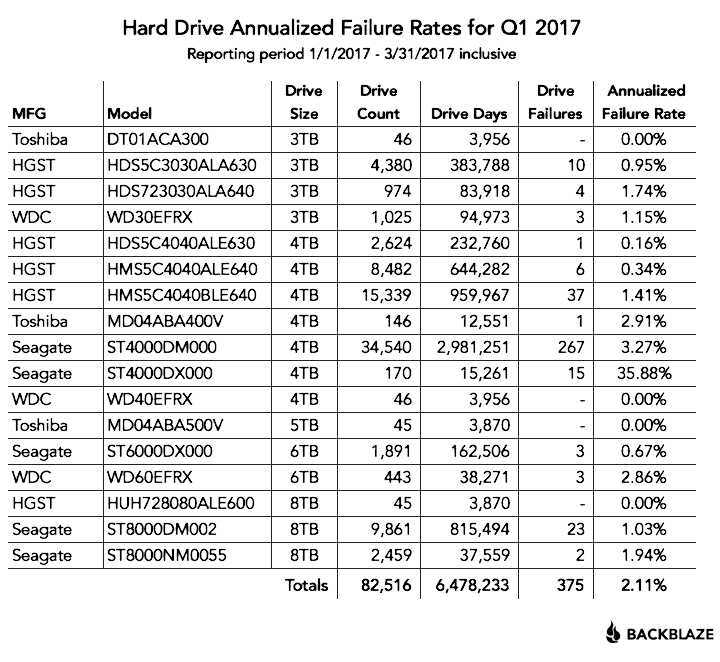 Hard Drive Annualized Failure Rates for Q1 2017
Reporting period 1/1/2017 - 3/31/2017 inclusive
Drive Drive Drive Annualized
MFG Model Size Count Drive Days Failures Failure Rate
Toshiba DT01ACA300 3TB 46 3,956 - 0.00%
HGST HDS5C3030ALA630 3TB 4,380 383,788 10 0.95%
HGST HDS723030ALA640 3TB 974 83,918 4 1.74%
WDC WD30EFRX 3TB 1,025 94,973 3 1.15%
HGST HDS5C4040ALE630 4TB 2,624 232,760 1 0.16%
HGST HMS5C4040ALE640 4TB 8,482 644,282 6 0.34%
HGST HMS5C4040BLE640 4TB 15,339 959,967 37 1.41%
Toshiba MD04ABA400V 4TB 146 12,551 1 2.91%
Seagate ST4000DM000 4TB 34,540 2,981,251 267 3.27%
Seagate ST4000DX000 4TB 170 15,261 15 35.88%
WDC WD40EFRX 4TB 46 3,956 - 0.00%
Toshiba MD04ABA500V 5TB 45 3,870 - 0.00%
Seagate ST6000DX000 6TB 1,891 162,506 3 0.67%
WDC WD60EFRX 6TB 443 38,271 3 2.86%
HGST HUH728080ALE600 8TB 45 3,870 - 0.00%
Seagate ST8000DM002 8TB 9,861 815,494 23 1.03%
Seagate ST8000NM0055 8TB 2,459 37,559 2 1.94%
Totals 82,516 6,478,233 375 2.11%
BACKBLAZE